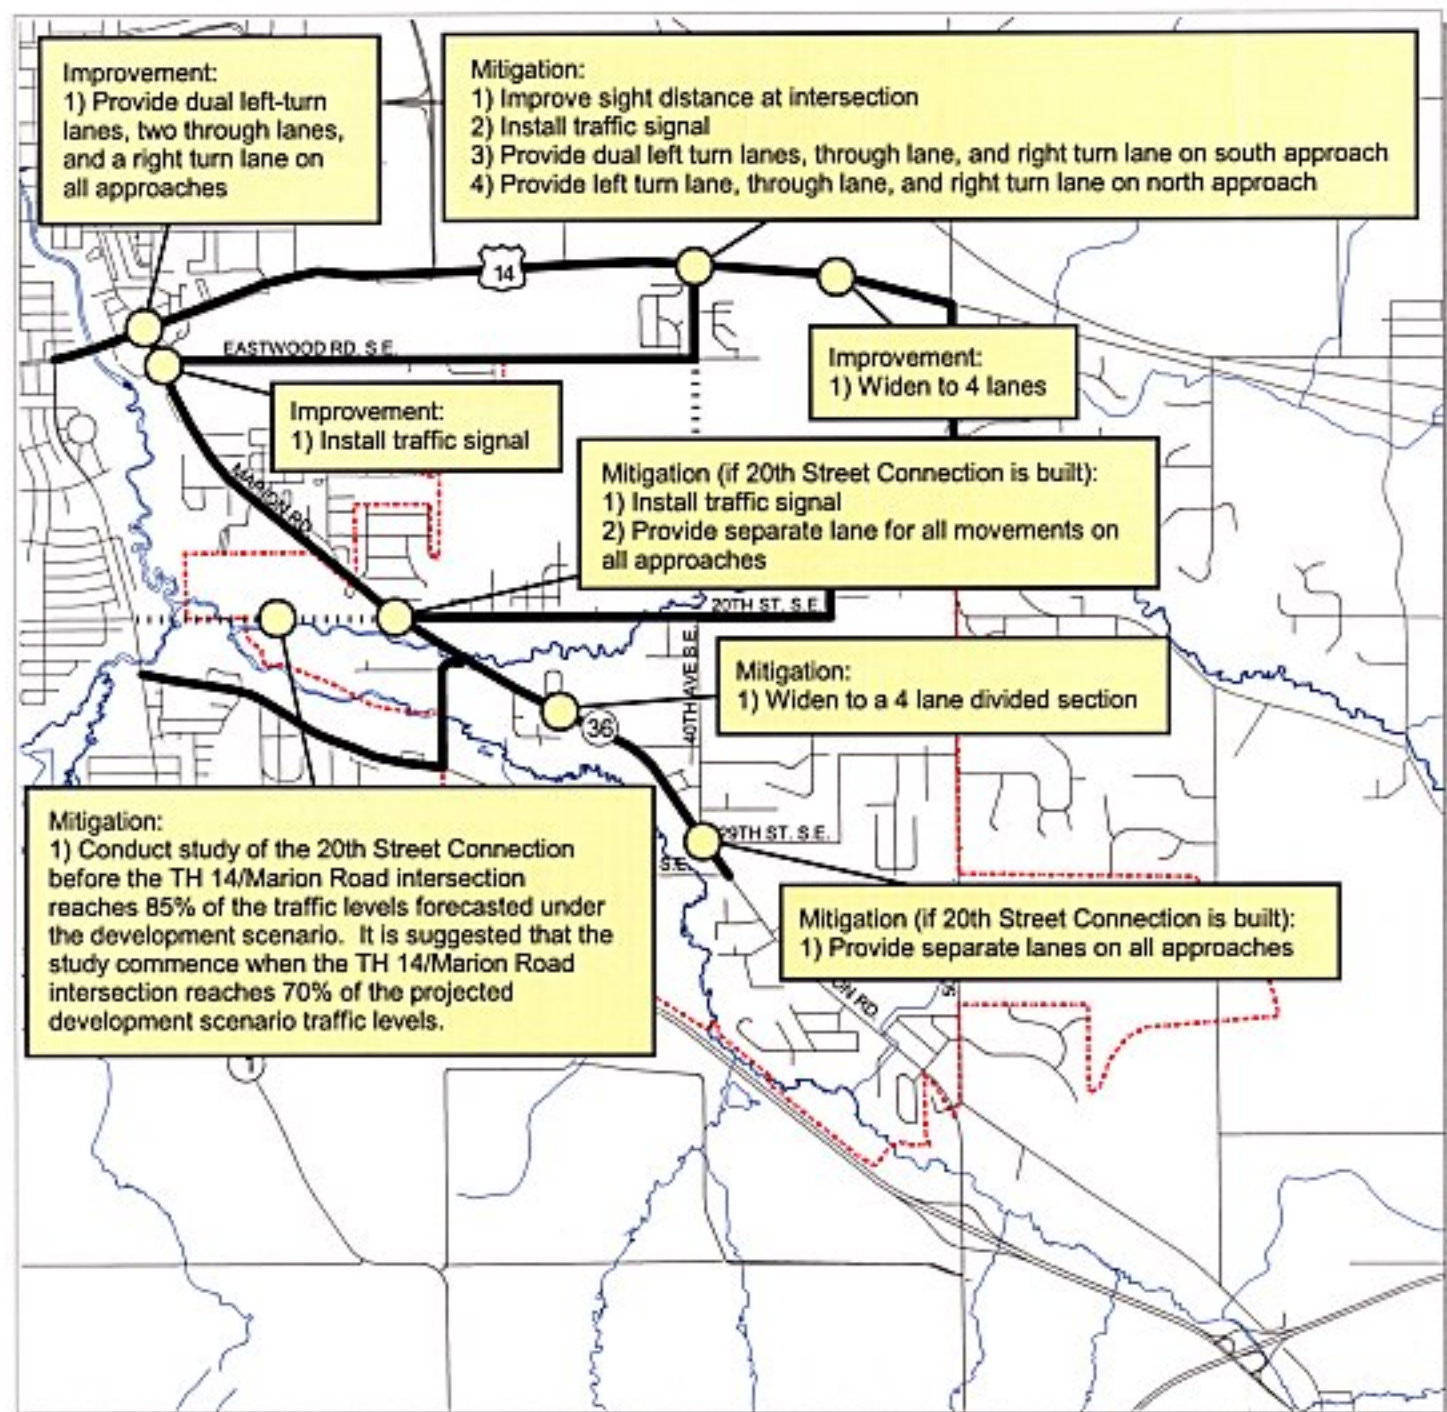 Improvement:
1) Provide dual left-turn
lanes, two through lanes,
and a right turn lane on
all approaches
Mitigation:
1) Improve sight distance at intersection
2) Install traffic signal
3) Provide dual left turn lanes, through lane, and right turn lane on south approach
4) Provide left turn lane, through lane, and right turn lane on north approach
14
EASTWOOD RD. S.E.
Improvement:
1) Widen to 4 lanes
Improvement:
1) Install traffic signal
MARION RD.
Mitigation (if 20th Street Connection is built):
1) Install traffic signal
2) Provide separate lane for all movements on
all approaches
20TH ST. S.E.
40TH AVE S.E.
Mitigation:
1) Widen to a 4 lane divided section
36
Mitigation:
1) Conduct study of the 20th Street Connection
before the TH 14/Marion Road intersection
reaches 85% of the traffic levels forecasted under
the development scenario. It is suggested that the
study commence when the TH 14/Marion Road
intersection reaches 70% of the projected
development scenario traffic levels.
29TH ST. S.E.
S.E.
Mitigation (if 20th Street Connection is built):
1) Provide separate lanes on all approaches
ON RD.
1